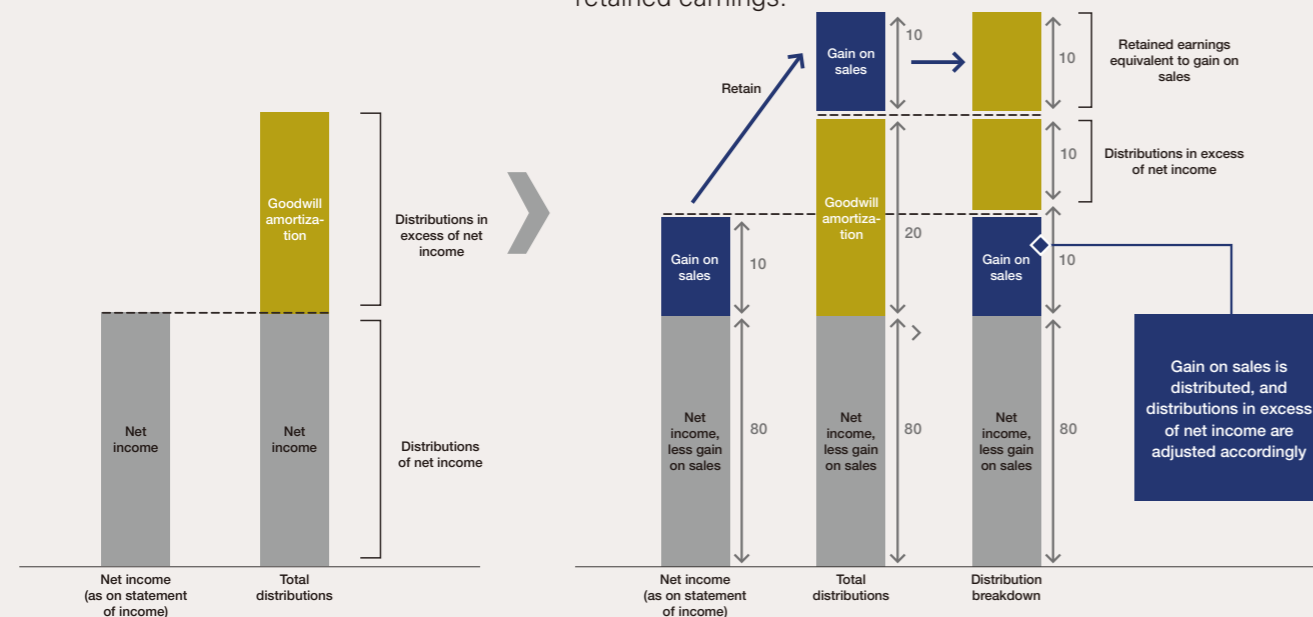 retained earnings.
Goodwill
amortiza-
tion
Distributions in
excess of net
income
Net
income
Net
income
Distributions
of net income
Net income
(as on statement
of income)
Total
distributions
Retain
Gain on
sales
10
Gain on
sales
10
Net
income,
less gain
on sales
80
Goodwill
amortiza-
tion
20
Net
income,
less gain
on sales
80
10
Retained earnings
equivalent to gain on
sales
10
Distributions in excess
of net income
Gain on
sales
10
Net
income,
less gain
on sales
80
Gain on sales is
distributed, and
distributions in excess
of net income are
adjusted accordingly
Net income
(as on statement
of income)
Total
distributions
Distribution
breakdown